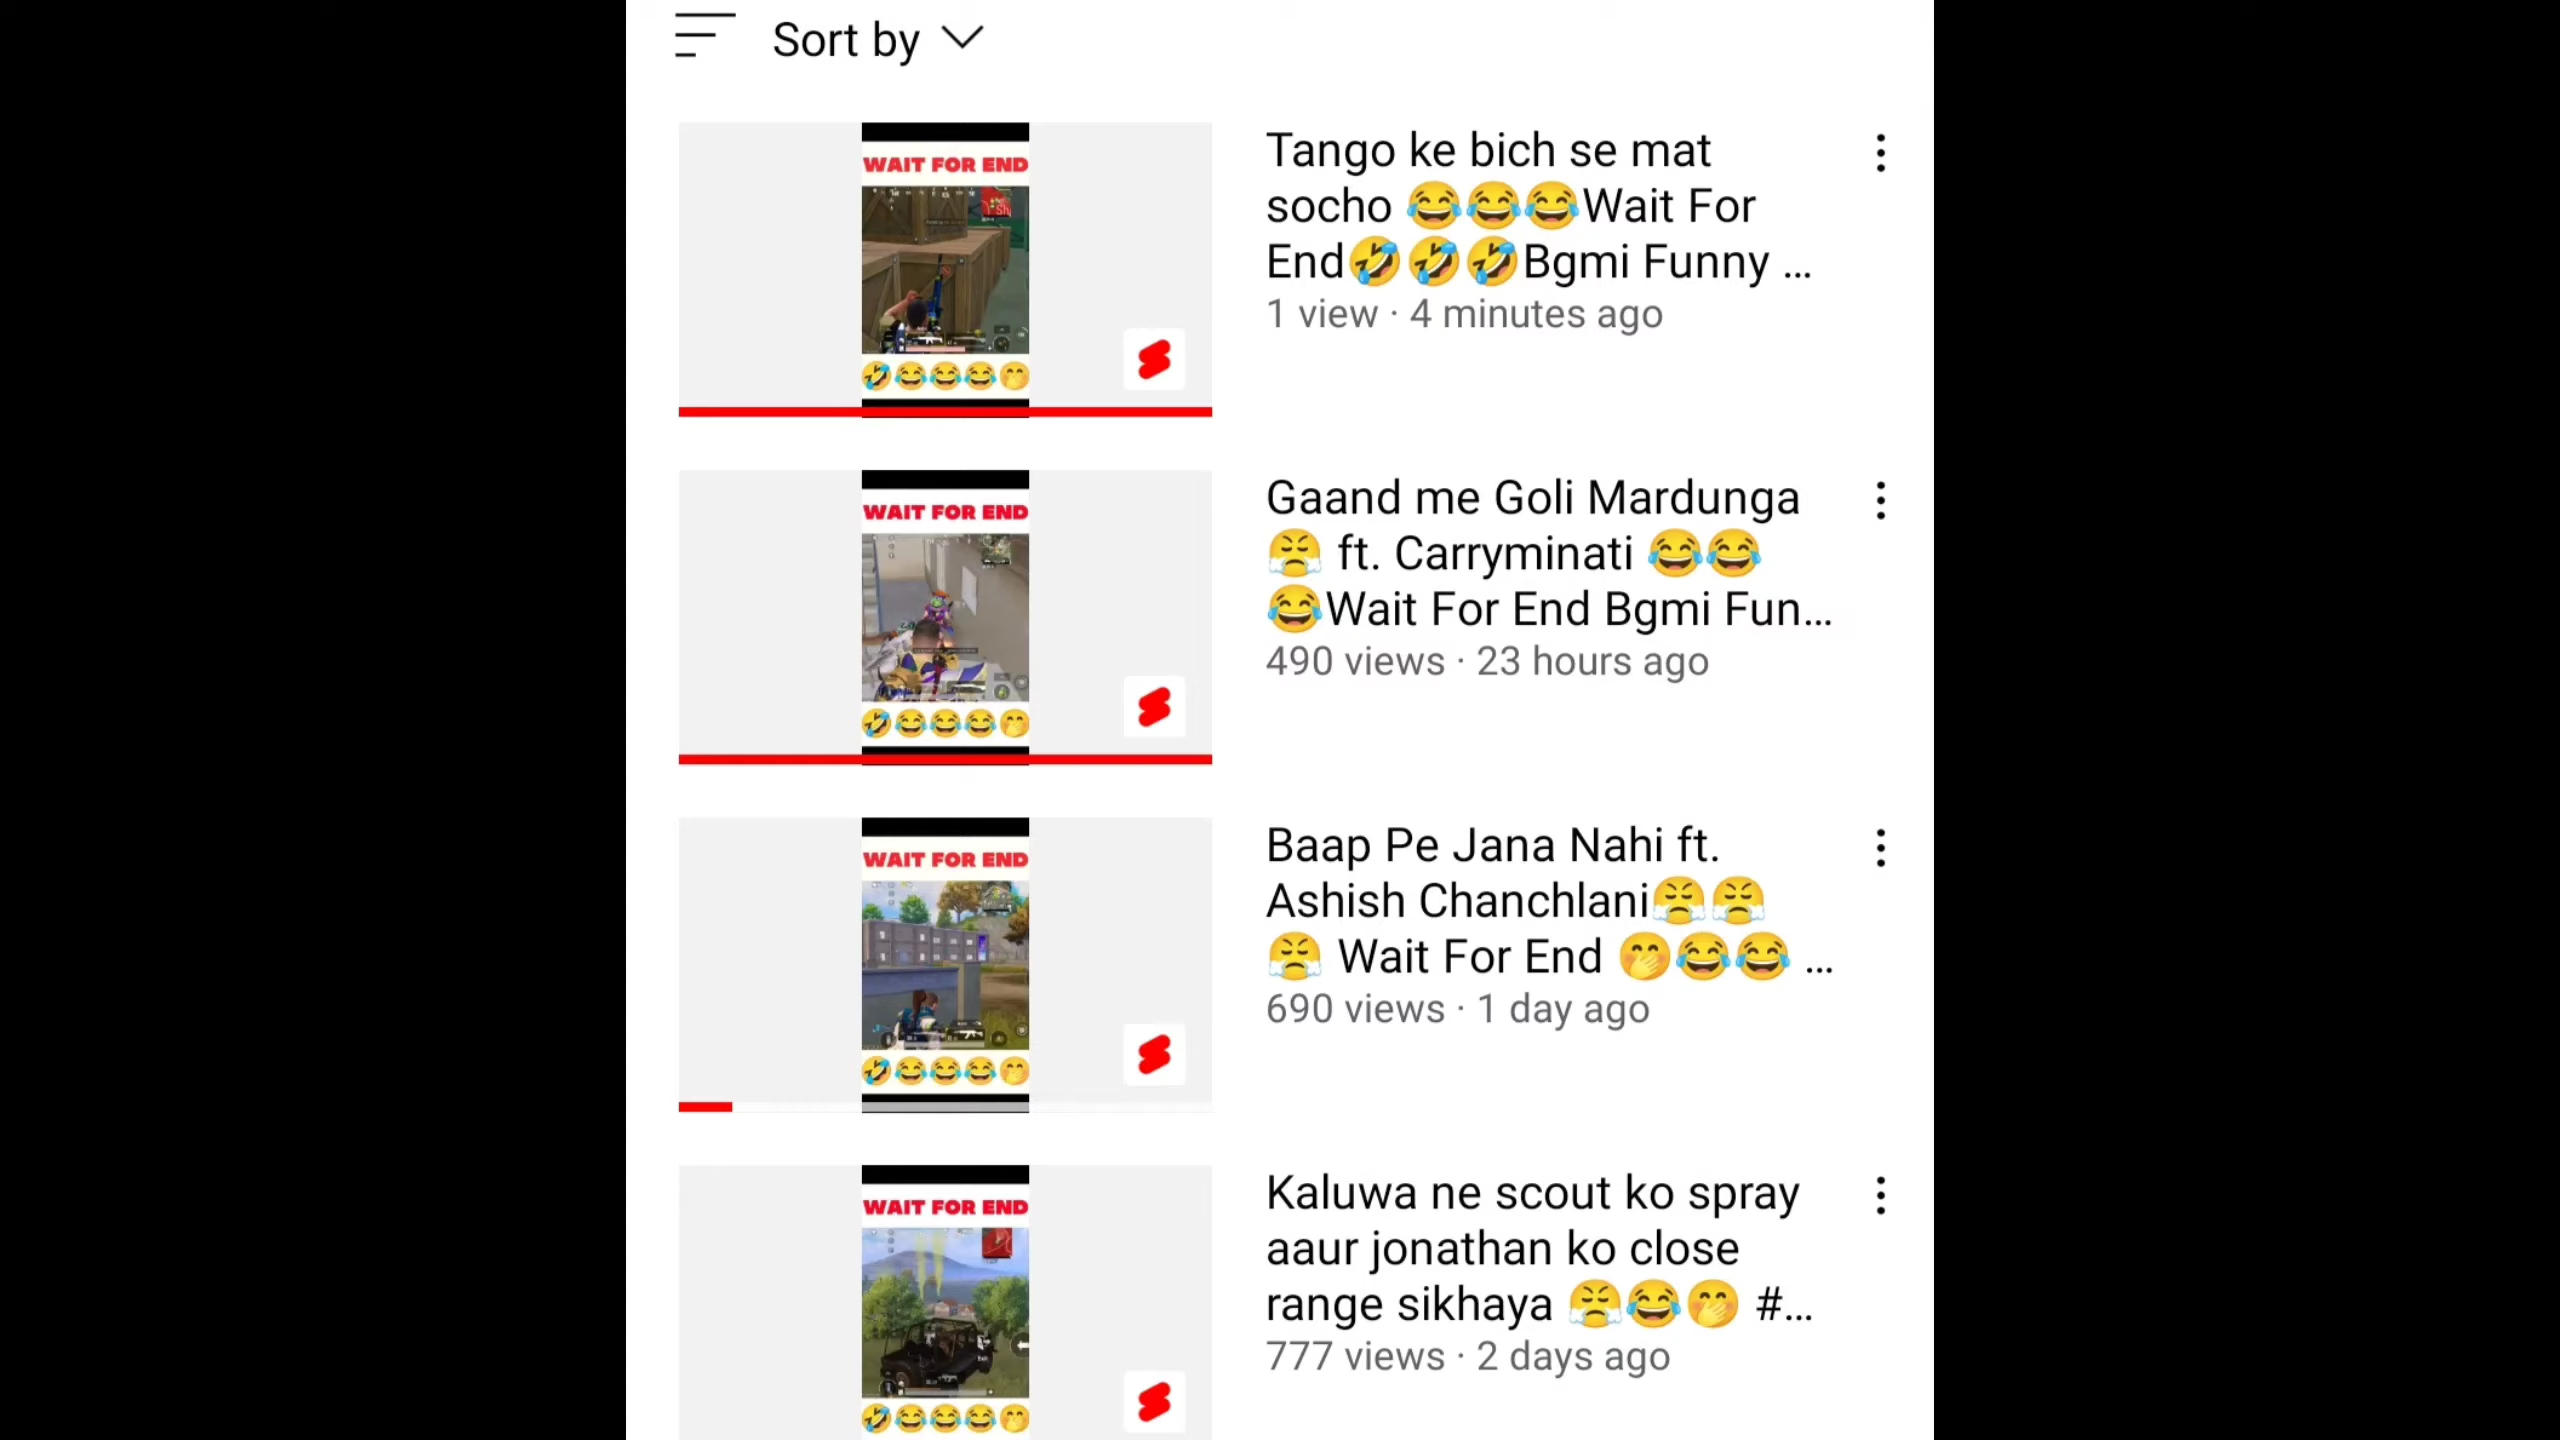 Sort by
WAIT FOR END
Tango ke bich se mat
socho 😂😂😂Wait For
End🤣🤣🤣Bgmi Funny ...
1 view · 4 minutes ago
🤣😂😂😂🤭
WAIT FOR END
Gaand me Goli Mardunga
😤 ft. Carryminati 😂😂
😂Wait For End Bgmi Fun...
490 views · 23 hours ago
🤣😂😂😂🤭
WAIT FOR END
Baap Pe Jana Nahi ft.
Ashish Chanchlani😤😤
😤 Wait For End 🤭😂😂 ...
690 views · 1 day ago
🤣😂😂😂🤭
WAIT FOR END
Kaluwa ne scout ko spray
aaur jonathan ko close
range sikhaya 😤😂🤭 #...
777 views · 2 days ago
🤣😂😂😂🤭